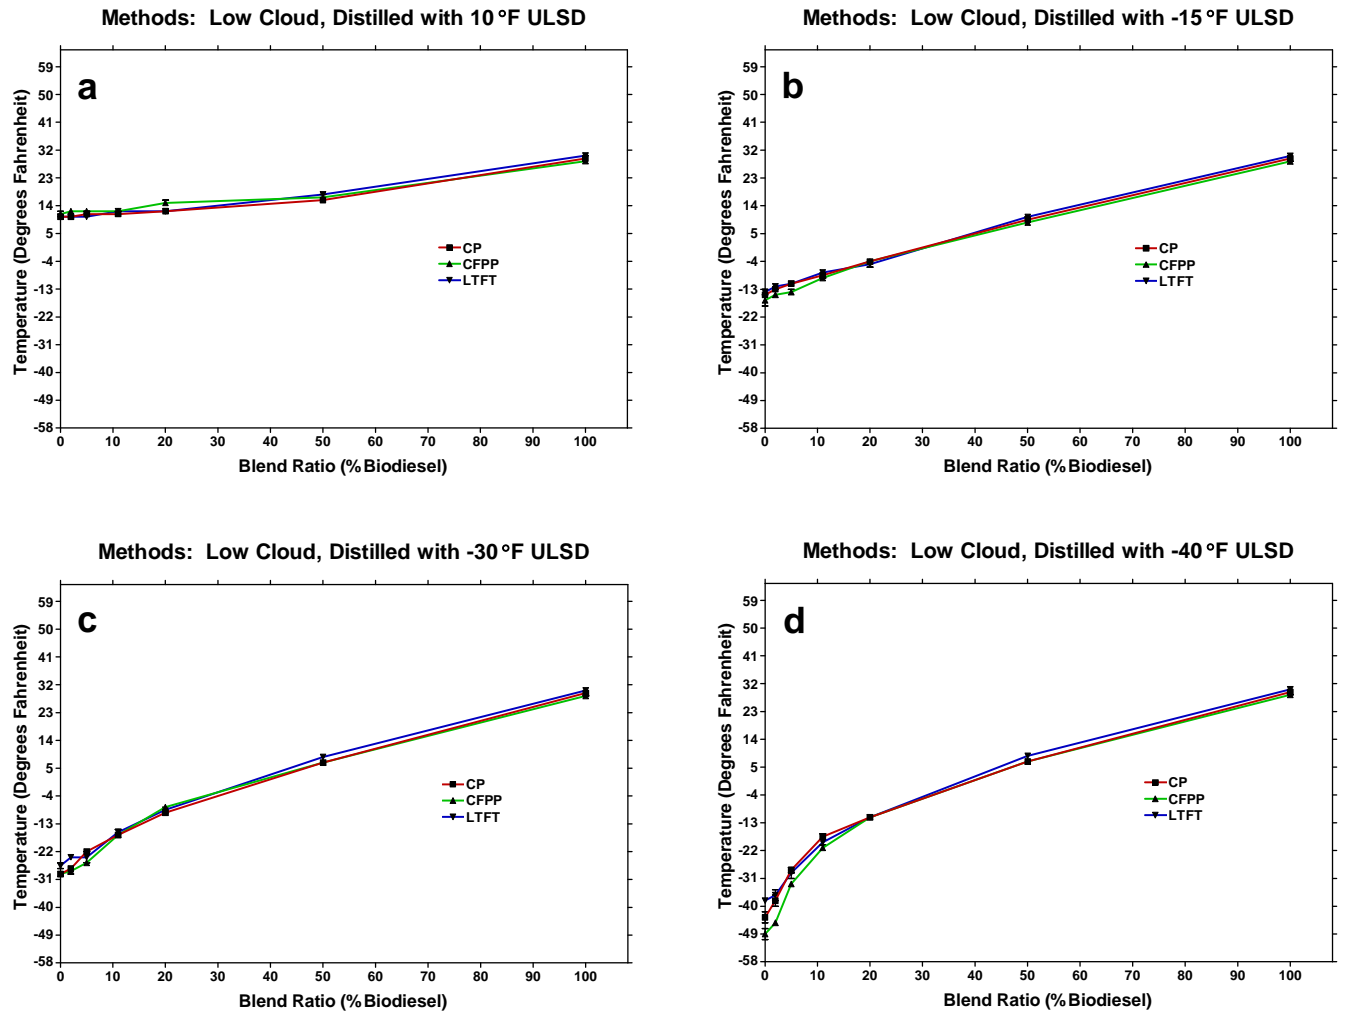 Methods: Low Cloud, Distilled with 10 °F ULSD
a
Temperature (Degrees Fahrenheit)
59
50
41
32
23
14
5
-4
-13
-22
-31
-40
-49
-58
CP
CFPP
LTFT
0 10 20 30 40 50 60 70 80 90 100
Blend Ratio (% Biodiesel)
Methods: Low Cloud, Distilled with -15 °F ULSD
b
Temperature (Degrees Fahrenheit)
59
50
41
32
23
14
5
-4
-13
-22
-31
-40
-49
-58
CP
CFPP
LTFT
0 10 20 30 40 50 60 70 80 90 100
Blend Ratio (% Biodiesel)
Methods: Low Cloud, Distilled with -30 °F ULSD
c
Temperature (Degrees Fahrenheit)
59
50
41
32
23
14
5
-4
-13
-22
-31
-40
-49
-58
CP
CFPP
LTFT
0 10 20 30 40 50 60 70 80 90 100
Blend Ratio (% Biodiesel)
Methods: Low Cloud, Distilled with -40 °F ULSD
d
Temperature (Degrees Fahrenheit)
59
50
41
32
23
14
5
-4
-13
-22
-31
-40
-49
-58
CP
CFPP
LTFT
0 10 20 30 40 50 60 70 80 90 100
Blend Ratio (% Biodiesel)